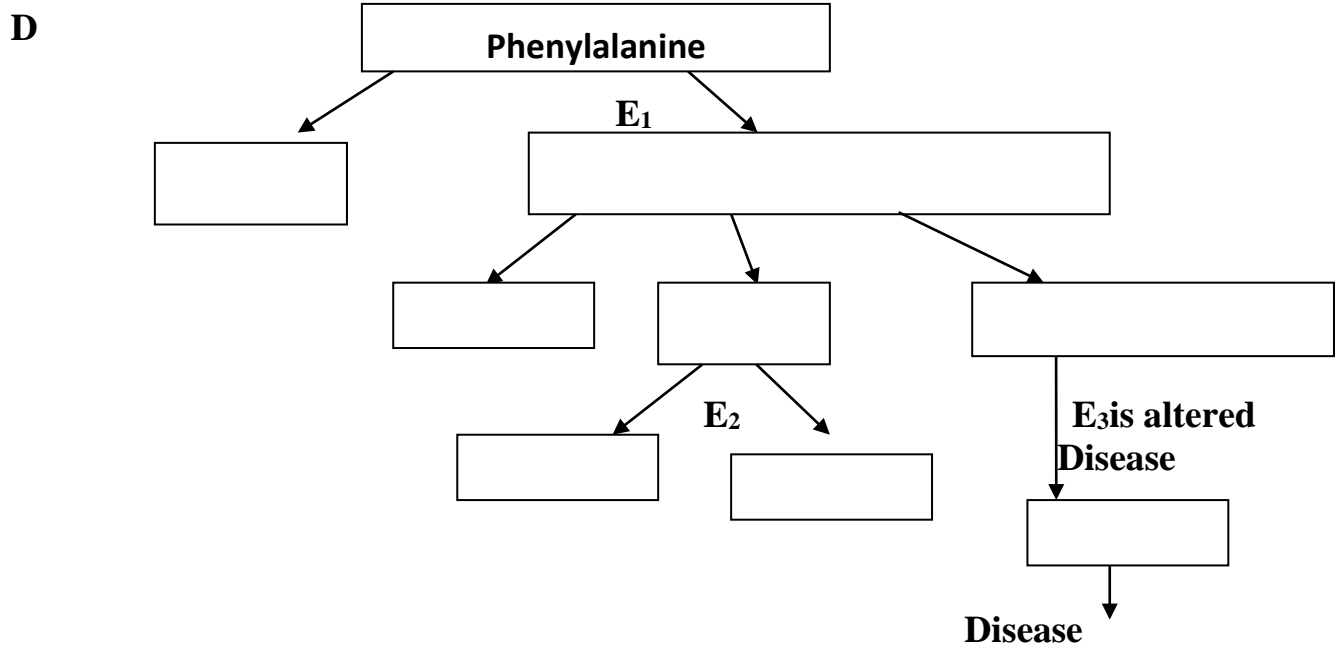 D
Phenylalanine
E₁
E₂
E₃is altered
Disease
Disease